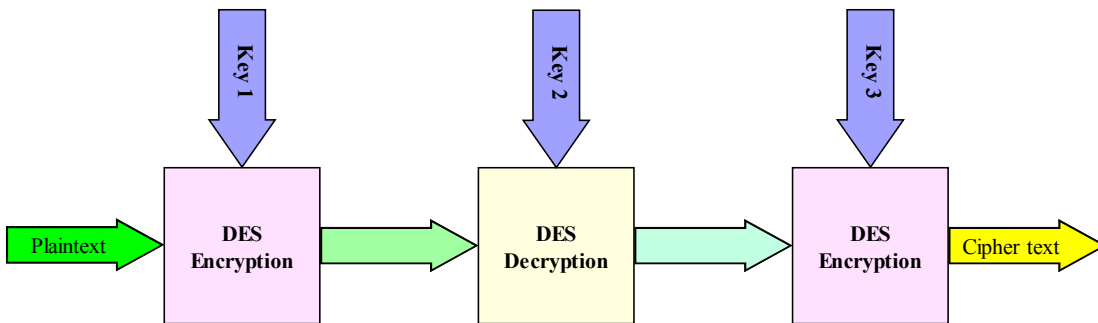 Key 1
Key 2
Key 3
Plaintext
DES
Encryption
DES
Decryption
DES
Encryption
Cipher text